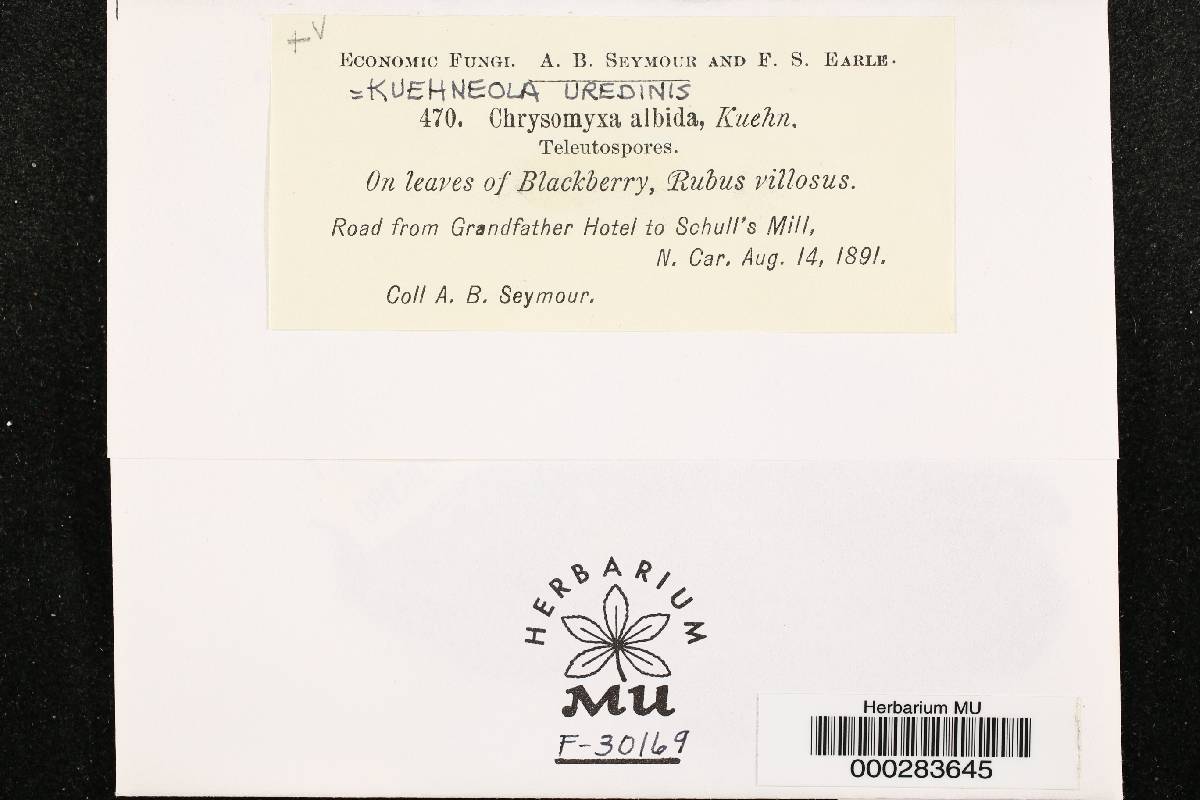 +V
ECONOMIC FUNGI. A. B. SEYMOUR AND F. S. EARLE.
=KUEHNEOLA UREDINIS
470. Chrysomyxa albida, Kuehn.
Teleutospores.
On leaves of Blackberry, Rubus villosus.
Road from Grandfather Hotel to Schull's Mill,
N. Car. Aug. 14, 1891.
Coll A. B. Seymour.
HERBARIUM
MU
F-30169
Herbarium MU
000283645